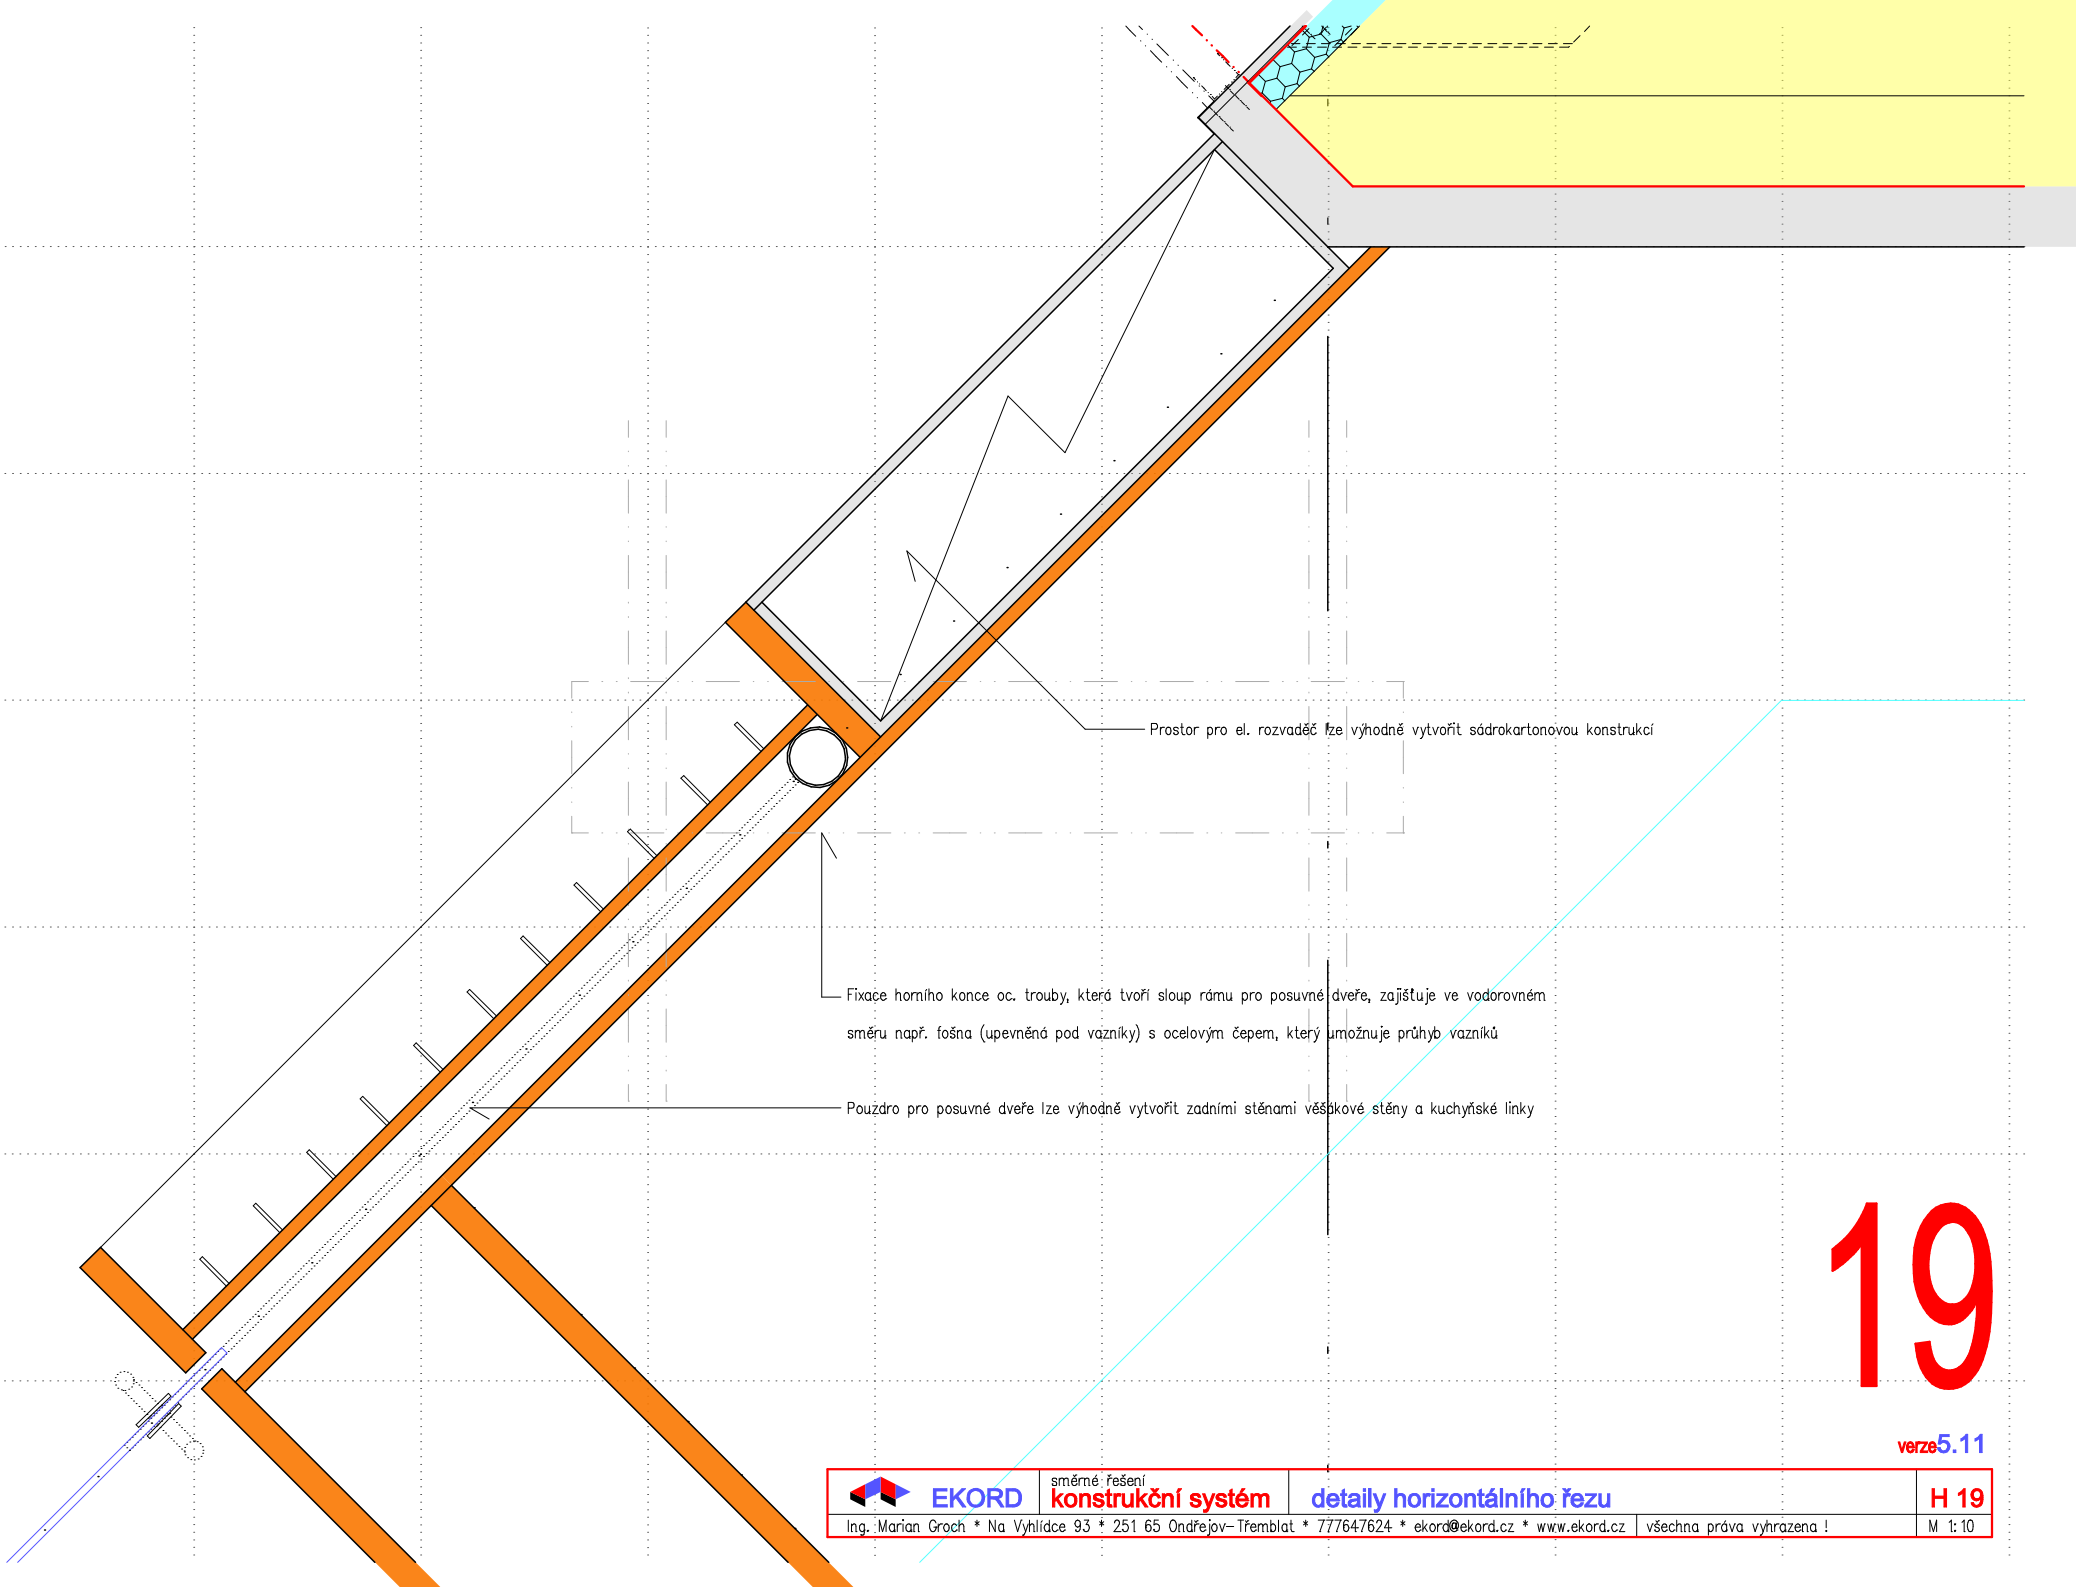 Prostor pro el. rozvaděč lze výhodně vytvořit sádrokartonovou konstrukcí
Fixace horního konce oc. trouby, která tvoří sloup rámu pro posuvné dveře, zajišťuje ve vodorovném
směru např. fošna (upevněná pod vazníky) s ocelovým čepem, který umožnuje průhyb vazníků
Pouzdro pro posuvné dveře lze výhodně vytvořit zadními stěnami věšákové stěny a kuchyňské linky
19
verze5.11
EKORD
směrné řešení
konstrukční systém
detaily horizontálního řezu
H 19
Ing. Marian Groch * Na Vyhlídce 93 * 251 65 Ondřejov-Třemblat * 777647624 * ekord@ekord.cz * www.ekord.cz
všechna práva vyhrazena !
M 1:10